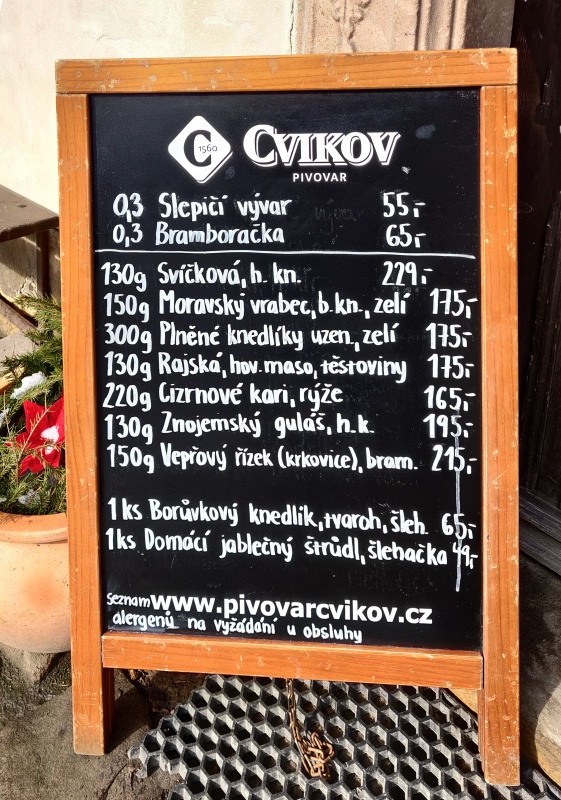 C 1560 CVIKOV
PIVOVAR
0,3 Slepičí vývar 55,-
0,3 Bramboračka 65,-
130g Svíčková, h. kn. 229,-
150g Moravský vrabec, b. kn., zelí 175,-
300g Plněné knedlíky uzen., zelí 175,-
130g Rajská, hov. maso, těstoviny 175,-
220g Cizrnové kari, rýže 165,-
130g Znojemský guláš, h.k. 195,-
150g Vepřový řízek (krkovice), bram. 215,-
1ks Borůvkový knedlík, tvaroh, šleh. 65,-
1ks Domácí jablečný štrúdl, šlehačka 49,-
Seznam www.pivovarcvikov.cz
alergenů na vyžádání u obsluhy